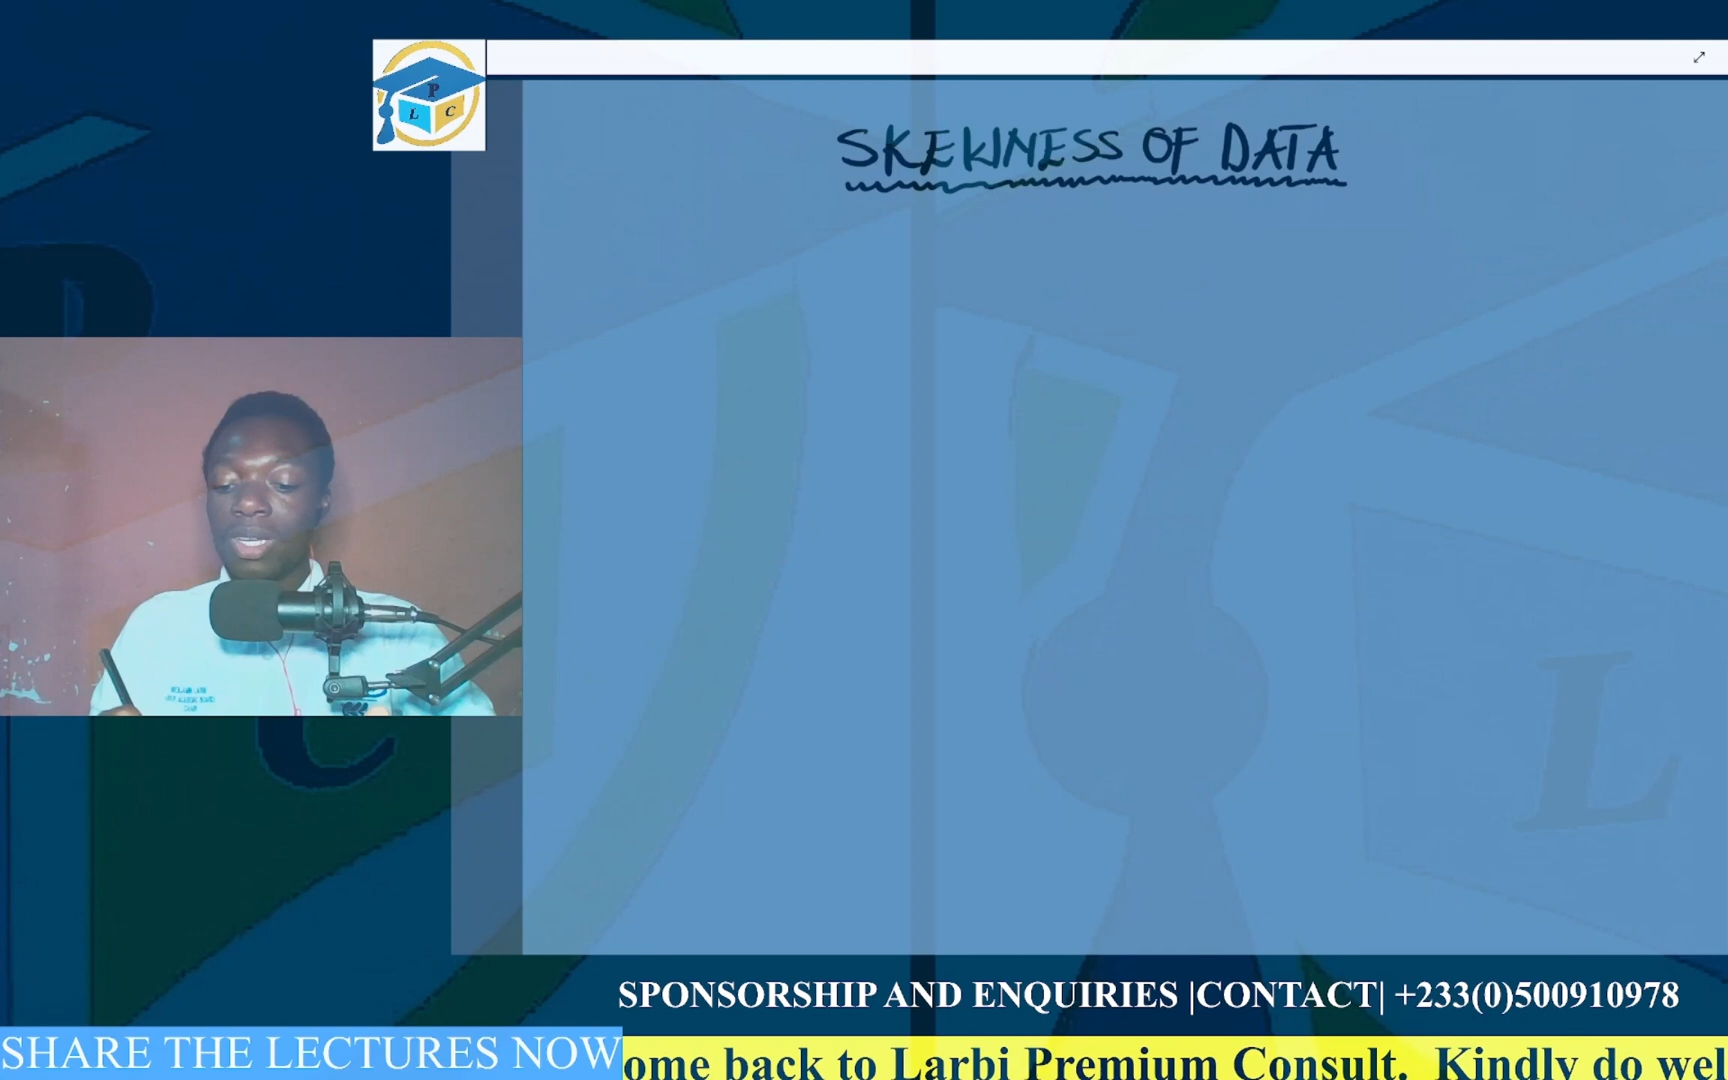 P
L C
SKEWNESS OF DATA
P
L
C
SPONSORSHIP AND ENQUIRIES |CONTACT| +233(0)500910978
SHARE THE LECTURES NOW
ome back to Larbi Premium Consult. Kindly do wel